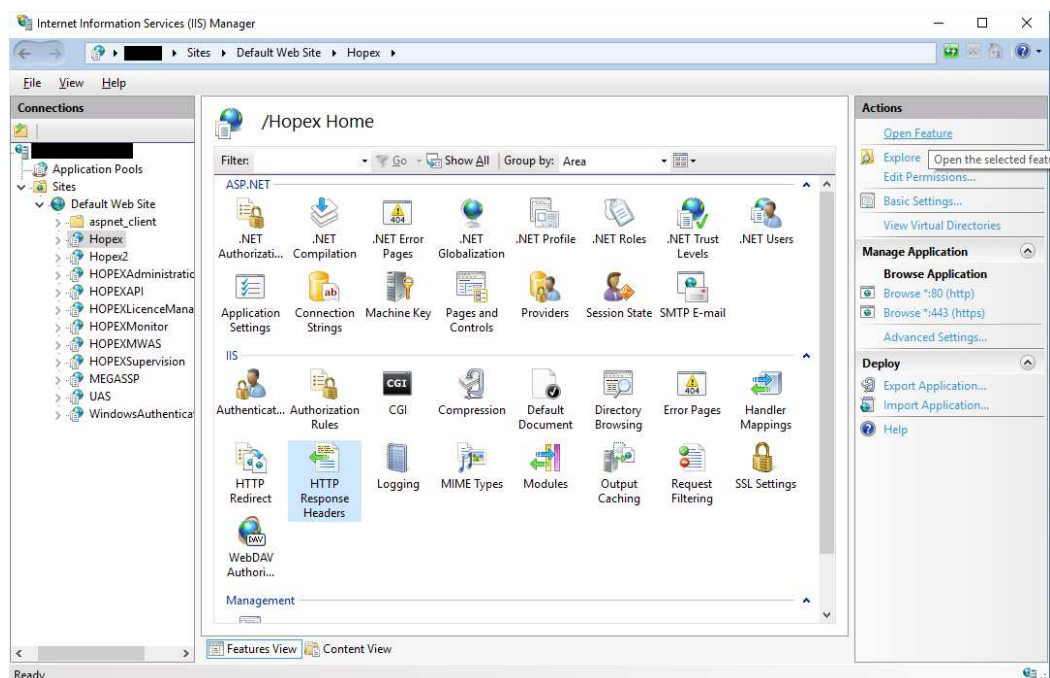 Internet Information Services (IIS) Manager
Sites Default Web Site Hopex
File View Help
Connections
Application Pools
Sites
Default Web Site
aspnet_client
Hopex
Hopex2
HOPEXAdministratic
HOPEXAPI
HOPEXLicenceMana
HOPEXMonitor
HOPEXMWAS
HOPEXSupervision
MEGASSP
UAS
WindowsAuthentica
/Hopex Home
Filter: Go Show All Group by: Area
ASP.NET
.NET Authorizati...
.NET Compilation
.NET Error Pages
.NET Globalization
.NET Profile
.NET Roles
.NET Trust Levels
.NET Users
Application Settings
Connection Strings
Machine Key
Pages and Controls
Providers
Session State
SMTP E-mail
IIS
Authenticat...
Authorization Rules
CGI
Compression
Default Document
Directory Browsing
Error Pages
Handler Mappings
HTTP Redirect
HTTP Response Headers
Logging
MIME Types
Modules
Output Caching
Request Filtering
SSL Settings
WebDAV Authori...
Management
Features View Content View
Actions
Open Feature
Explore
Open the selected featu
Edit Permissions...
Basic Settings...
View Virtual Directories
Manage Application
Browse Application
Browse *:80 (http)
Browse *:443 (https)
Advanced Settings...
Deploy
Export Application...
Import Application...
Help
Ready